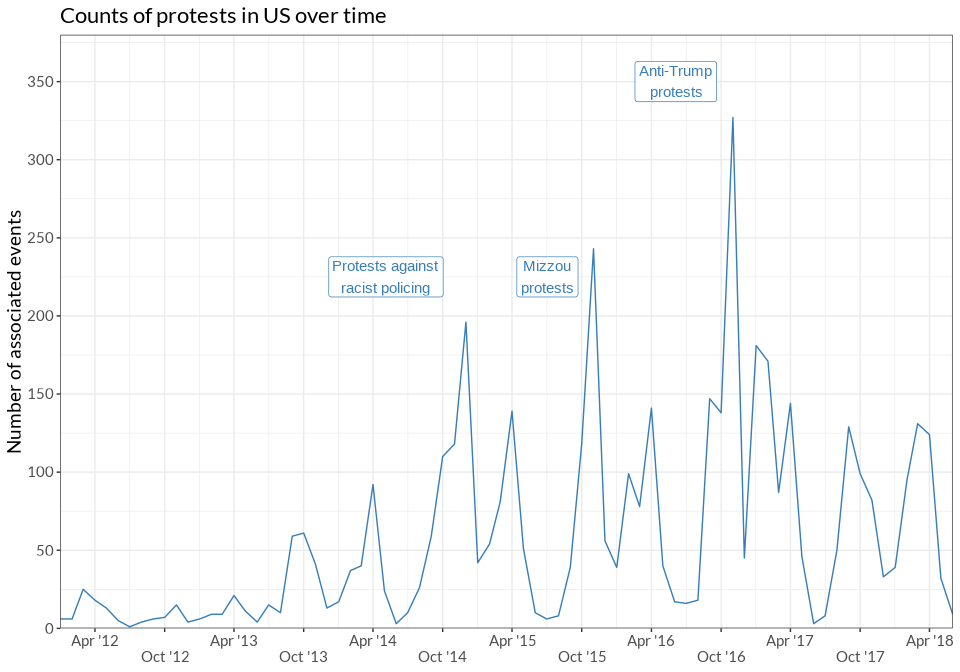 Counts of protests in US over time
Number of associated events
350
300
250
200
150
100
50
0
Anti-Trump
protests
Protests against
racist policing
Mizzou
protests
Apr '12
Oct '12
Apr '13
Oct '13
Apr '14
Oct '14
Apr '15
Oct '15
Apr '16
Oct '16
Apr '17
Oct '17
Apr '18